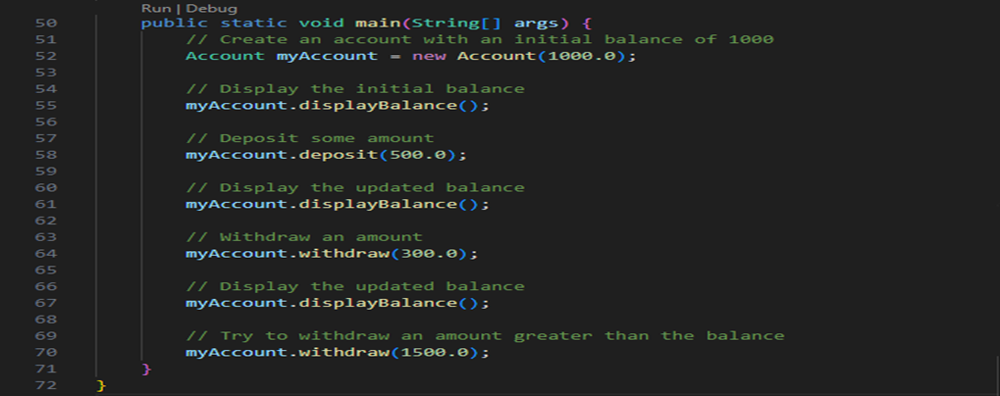 Run | Debug
50 public static void main(String[] args) {
51 // Create an account with an initial balance of 1000
52 Account myAccount = new Account(1000.0);
53
54 // Display the initial balance
55 myAccount.displayBalance();
56
57 // Deposit some amount
58 myAccount.deposit(500.0);
59
60 // Display the updated balance
61 myAccount.displayBalance();
62
63 // Withdraw an amount
64 myAccount.withdraw(300.0);
65
66 // Display the updated balance
67 myAccount.displayBalance();
68
69 // Try to withdraw an amount greater than the balance
70 myAccount.withdraw(1500.0);
71 }
72 }